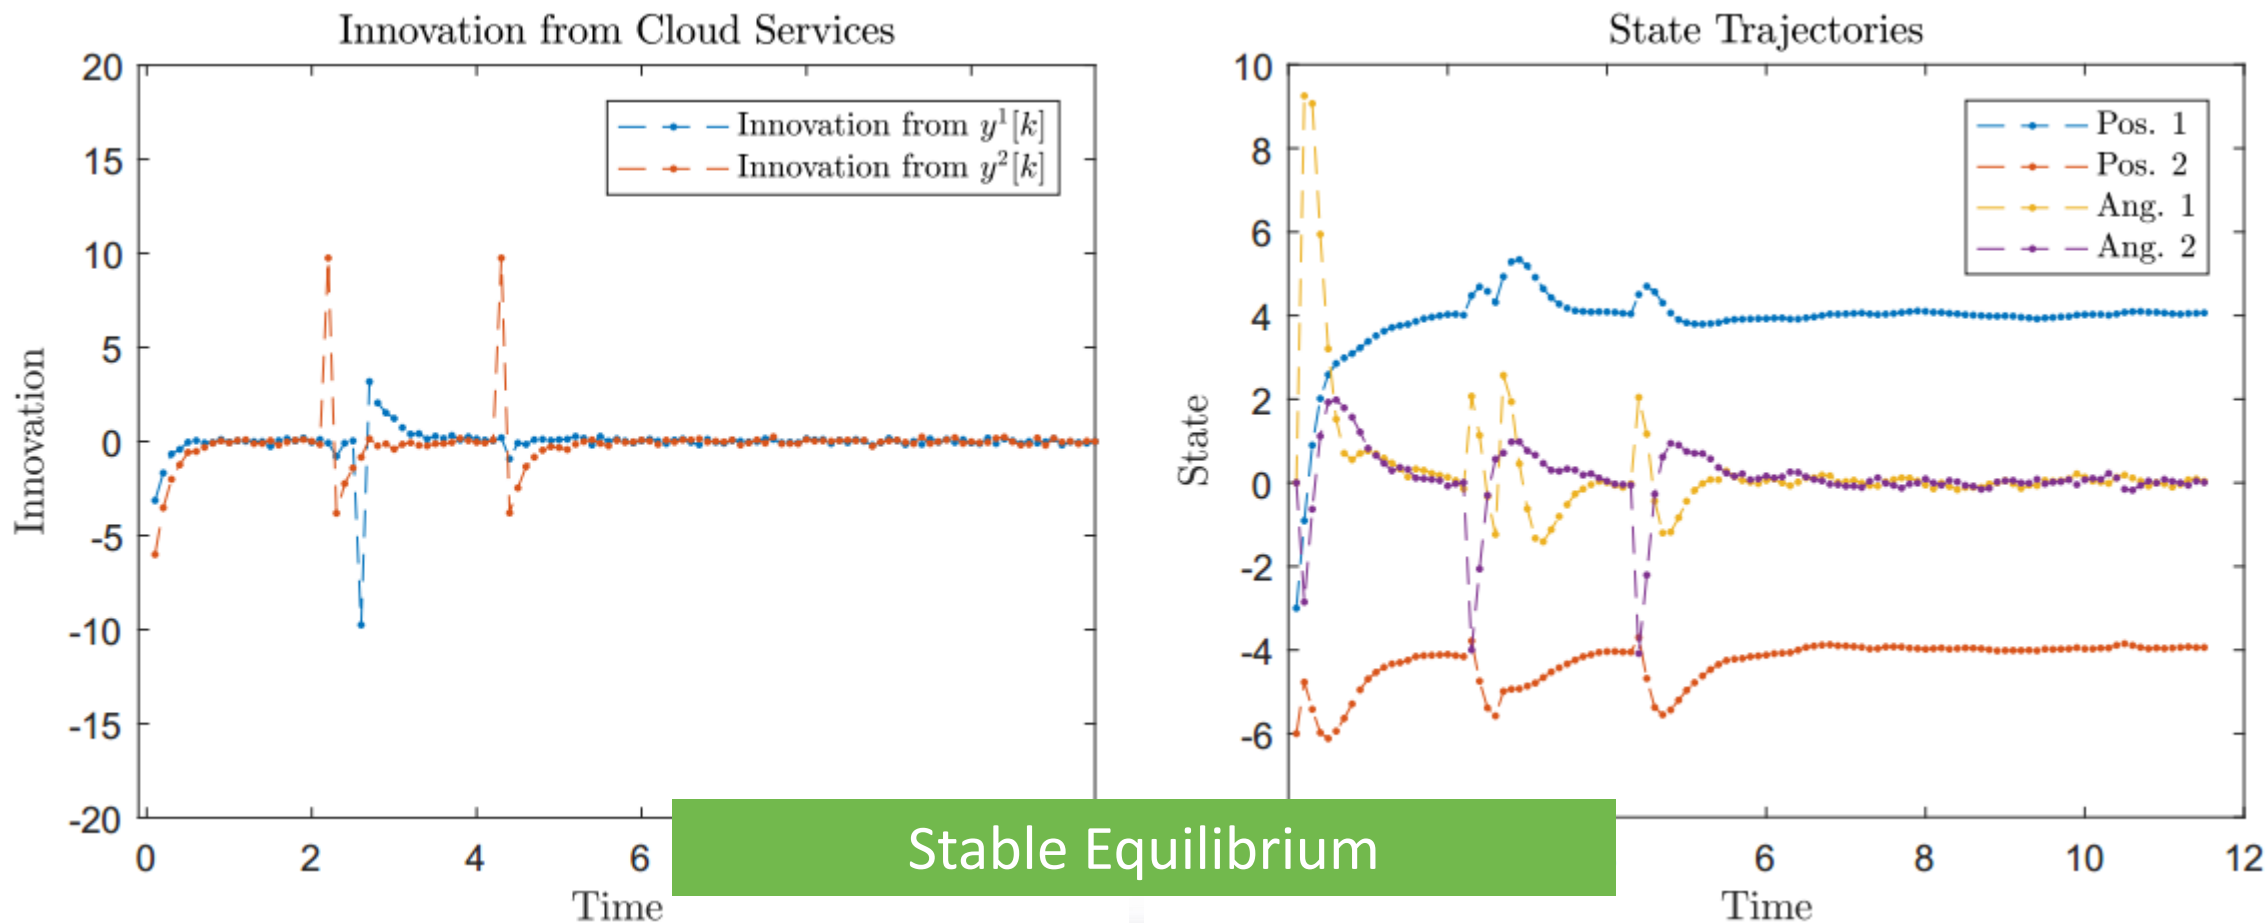 Innovation from Cloud Services
20
15
10
5
0
-5
-10
-15
-20
Innovation
0
2
4
6
Time
Innovation from y¹[k]
Innovation from y²[k]
State Trajectories
10
8
6
4
2
0
-2
-4
-6
State
6
8
10
12
Time
Pos. 1
Pos. 2
Ang. 1
Ang. 2
Stable Equilibrium